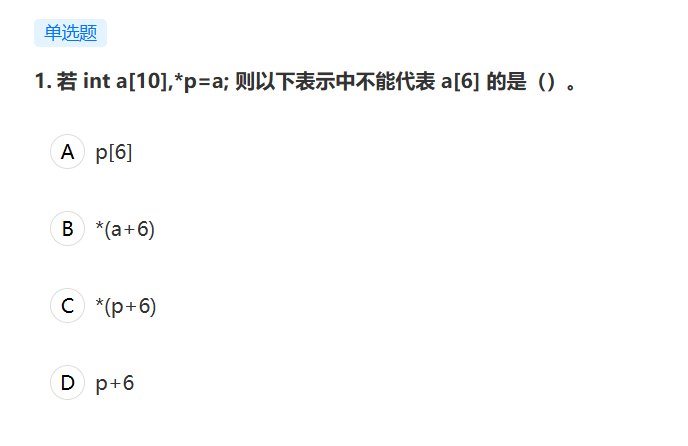 单选题
1. 若 int a[10],*p=a; 则以下表示中不能代表 a[6] 的是（）。
A p[6]
B *(a+6)
C *(p+6)
D p+6